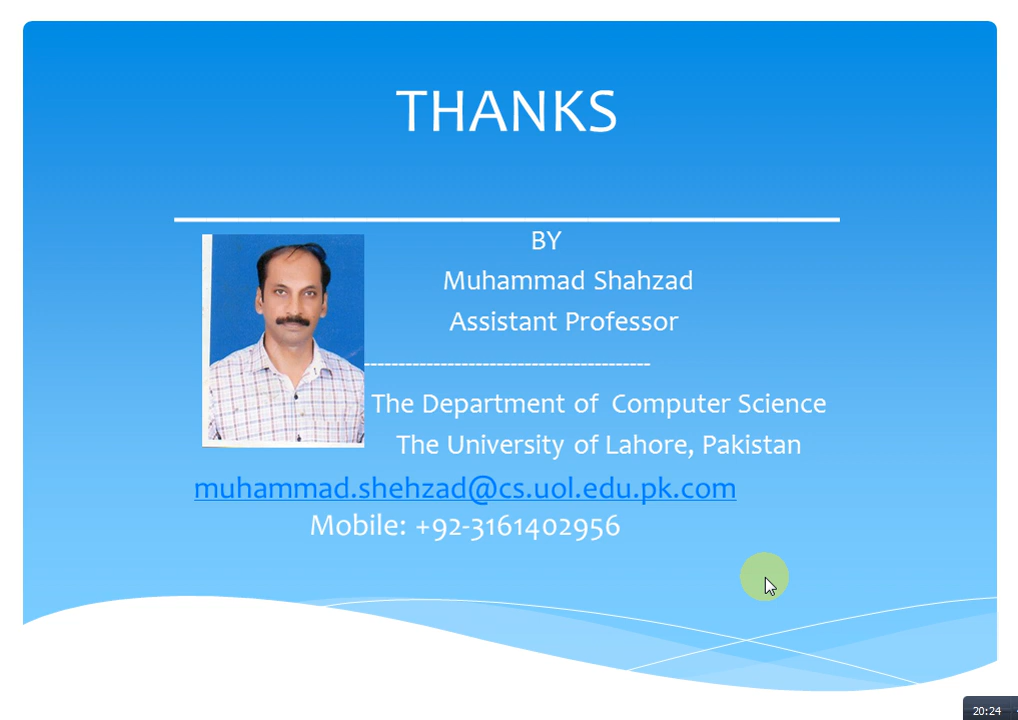 THANKS
BY
Muhammad Shahzad
Assistant Professor
-----------------------------------------
The Department of Computer Science
The University of Lahore, Pakistan
muhammad.shehzad@cs.uol.edu.pk.com
Mobile: +92-3161402956
20:24